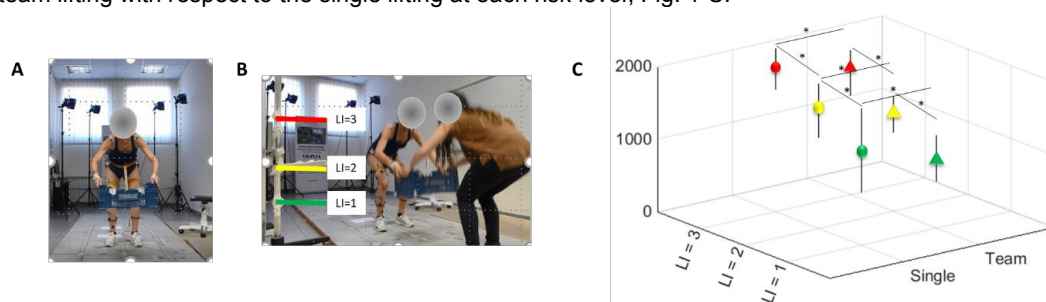 team lifting with respect to the single lifting at each risk level, Fig. 1 C.
A
B
C
LI=3
LI=2
LI=1
2000
1000
0
*
*
*
*
*
*
*
LI = 3
LI = 2
LI = 1
Single
Team